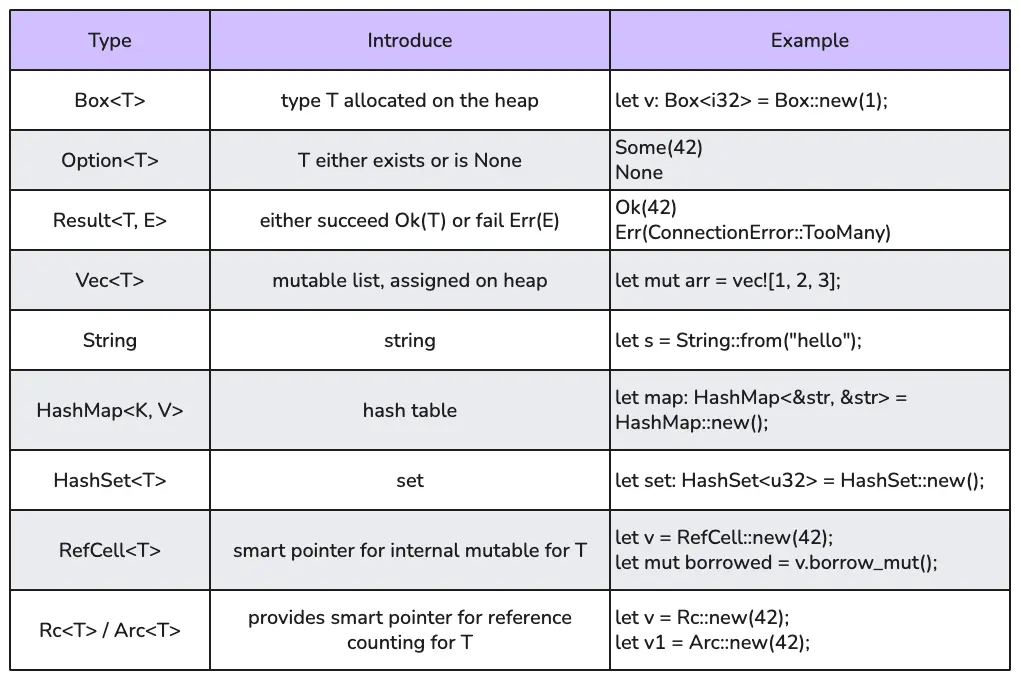 Type Introduce Example
Box<T> type T allocated on the heap let v: Box<i32> = Box::new(1);
Option<T> T either exists or is None Some(42)
None
Result<T, E> either succeed Ok(T) or fail Err(E) Ok(42)
Err(ConnectionError::TooMany)
Vec<T> mutable list, assigned on heap let mut arr = vec![1, 2, 3];
String string let s = String::from("hello");
HashMap<K, V> hash table let map: HashMap<&str, &str> =
HashMap::new();
HashSet<T> set let set: HashSet<u32> = HashSet::new();
RefCell<T> smart pointer for internal mutable for T let v = RefCell::new(42);
let mut borrowed = v.borrow_mut();
Rc<T> / Arc<T> provides smart pointer for reference
counting for T let v = Rc::new(42);
let v1 = Arc::new(42);